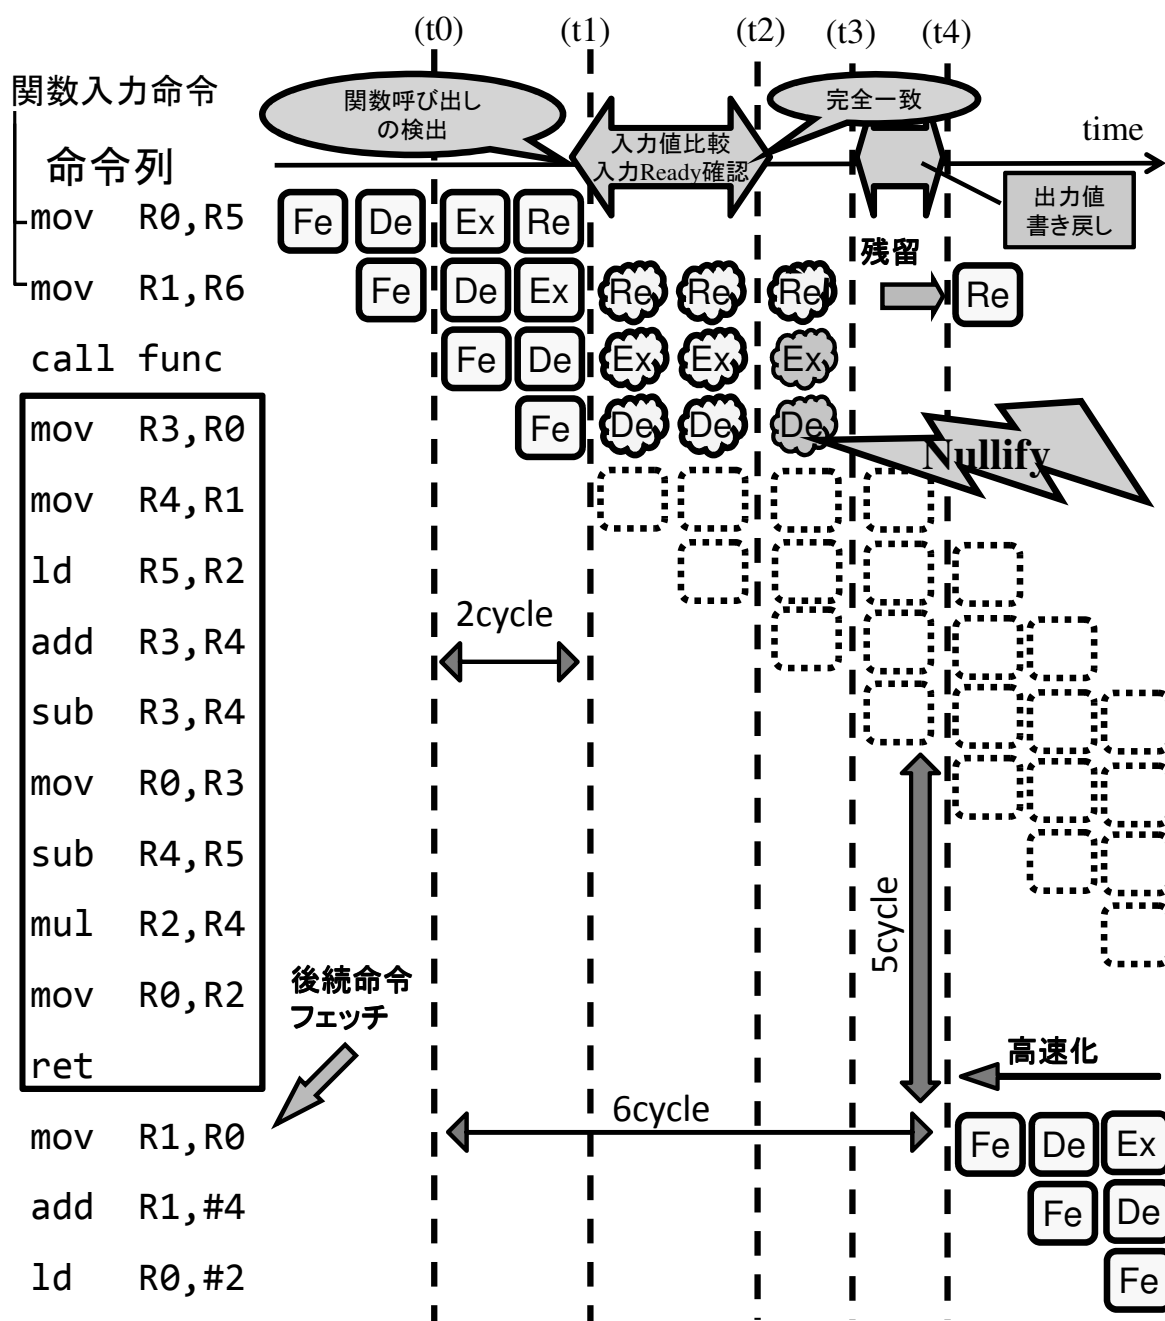 (t0) (t1) (t2) (t3) (t4)
関数入力命令
関数呼び出し
の検出
完全一致
time
入力値比較
入力Ready確認
命令列
出力値
書き戻し
mov R0,R5 Fe De Ex Re
残留
mov R1,R6 Fe De Ex Re Re Re Re
call func Fe De Ex Ex Ex
mov R3,R0 Fe De De De
Nullify
mov R4,R1
ld R5,R2
2cycle
add R3,R4
sub R3,R4
mov R0,R3
sub R4,R5
5cycle
mul R2,R4
後続命令
フェッチ
mov R0,R2
高速化
ret
6cycle
mov R1,R0 Fe De Ex
add R1,#4 Fe De
ld R0,#2 Fe